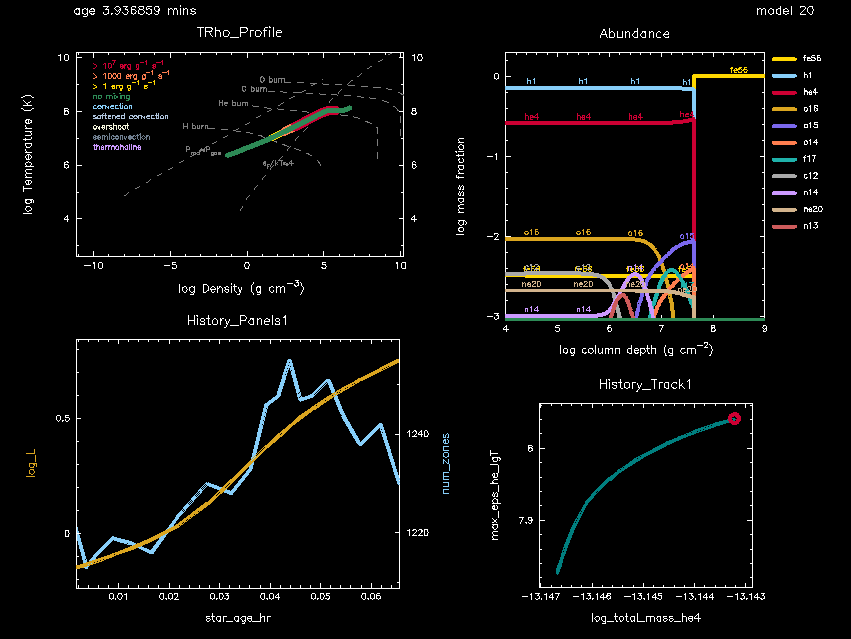 age 3.936859 mins
model 20
TRho_Profile
10
8
6
4
10
8
6
4
> 10⁷ erg g⁻¹ s⁻¹
> 1000 erg g⁻¹ s⁻¹
> 1 erg g⁻¹ s⁻¹
no mixing
convection
softened convection
overshoot
semiconvection
thermohaline
O burn
C burn
He burn
H burn
log Temperature (K)
−10
−5
0
5
10
log Density (g cm⁻³)
Abundance
0
−1
−2
−3
fe56
h1
h1
h1
h1
he4
he4
he4
he4
o16
o16
o16
o15
ne20
ne20
ne20
n14
n14
log mass fraction
4
5
6
7
8
9
log column depth (g cm⁻²)
fe56
h1
he4
o16
o15
o14
f17
c12
n14
ne20
n13
History_Panels1
0.5
0
log_L
1240
1220
num_zones
0.01
0.02
0.03
0.04
0.05
0.06
star_age_hr
History_Track1
7.9
max_eps_he_lgT
−13.147
−13.146
−13.145
−13.144
−13.143
log_total_mass_he4